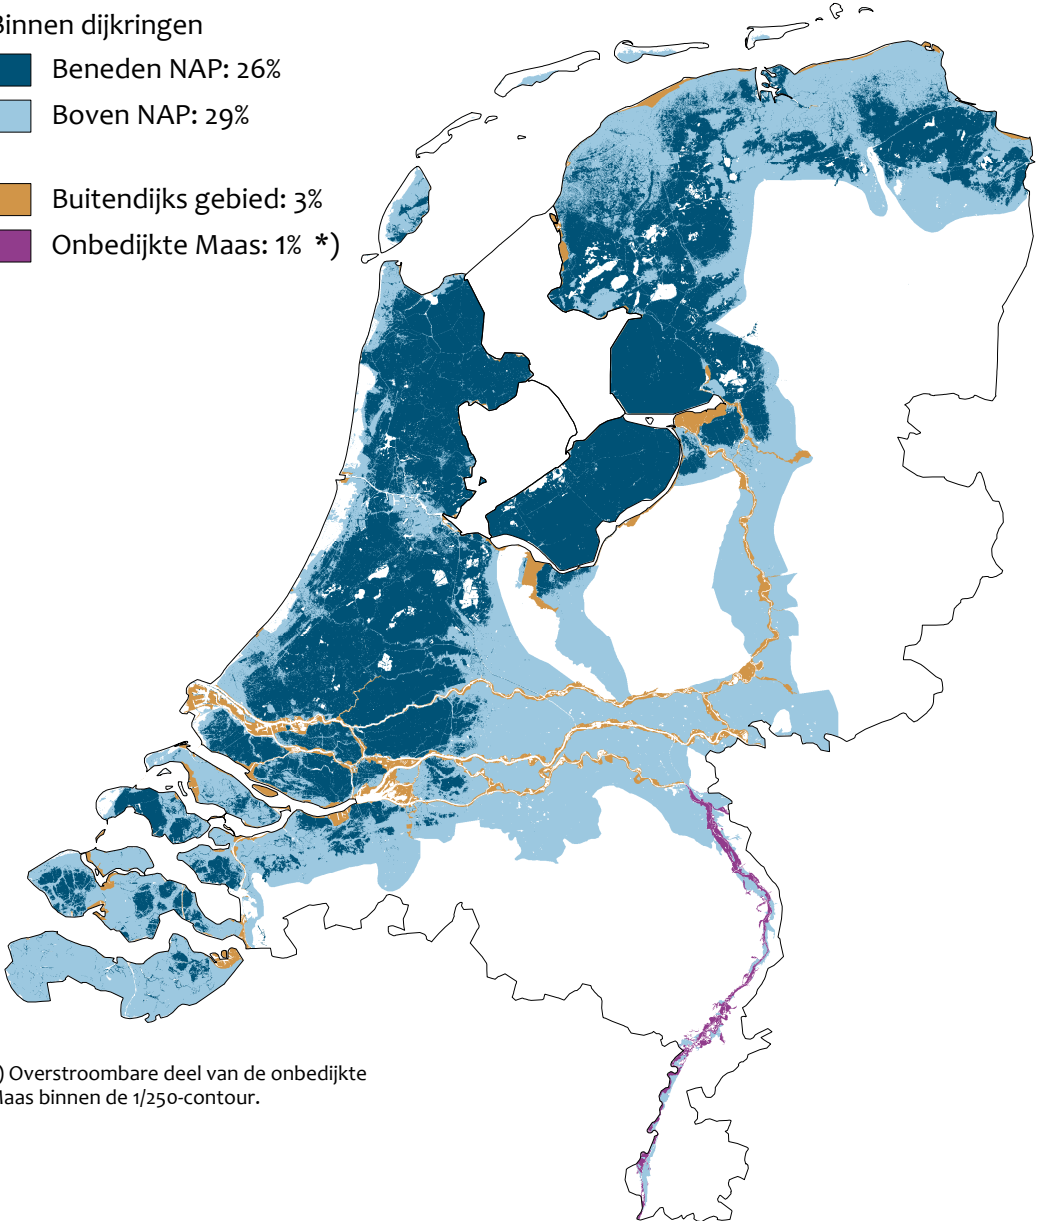 Binnen dijkringen
Beneden NAP: 26%
Boven NAP: 29%
Buitendijks gebied: 3%
Onbedijkte Maas: 1% *)
) Overstroombare deel van de onbedijkte
Maas binnen de 1/250-contour.